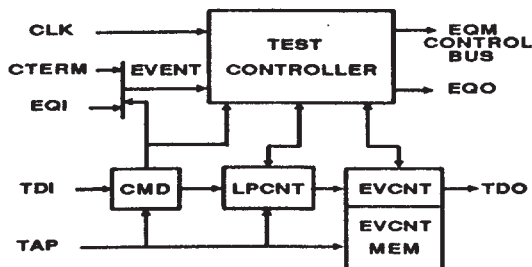 CLK
TEST
CONTROLLER
EQM
CONTROL
BUS
CTERM
EVENT
EQI
EQO
TDI
CMD
LPCNT
EVCNT
TDO
TAP
EVCNT
MEM